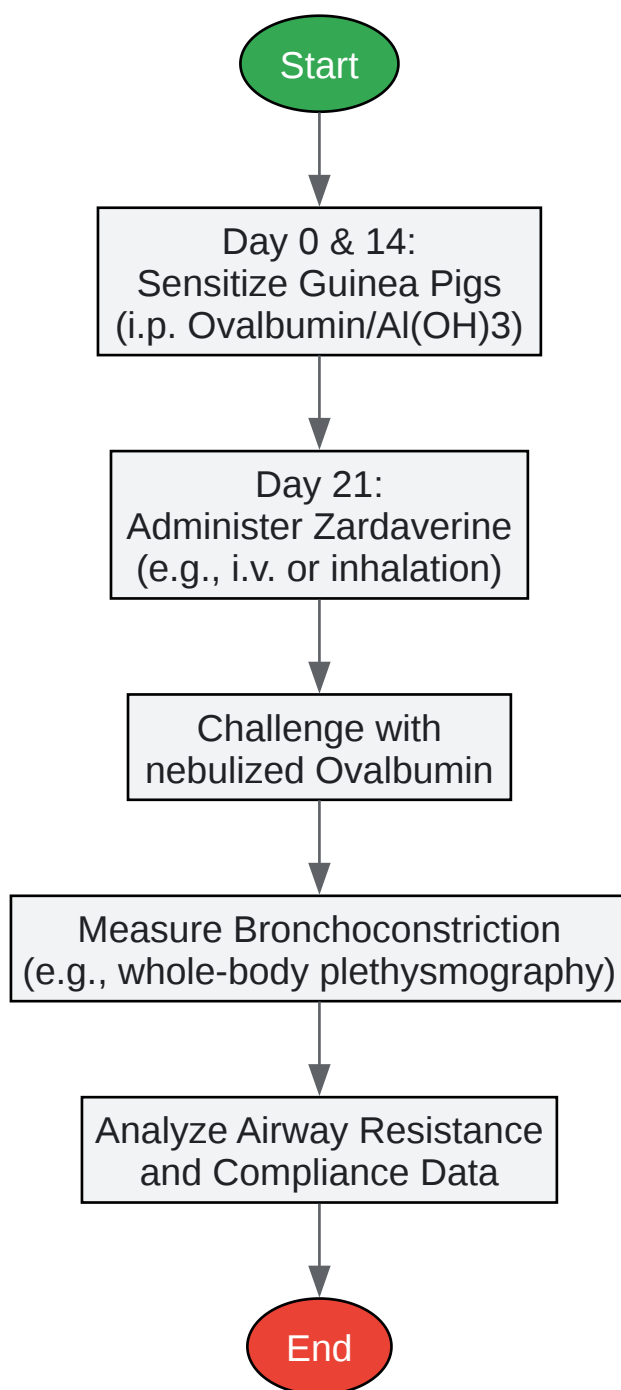 Start
Day 0 & 14:
Sensitize Guinea Pigs
(i.p. Ovalbumin/Al(OH)3)
Day 21:
Administer Zardaverine
(e.g., i.v. or inhalation)
Challenge with
nebulized Ovalbumin
Measure Bronchoconstriction
(e.g., whole-body plethysmography)
Analyze Airway Resistance
and Compliance Data
End